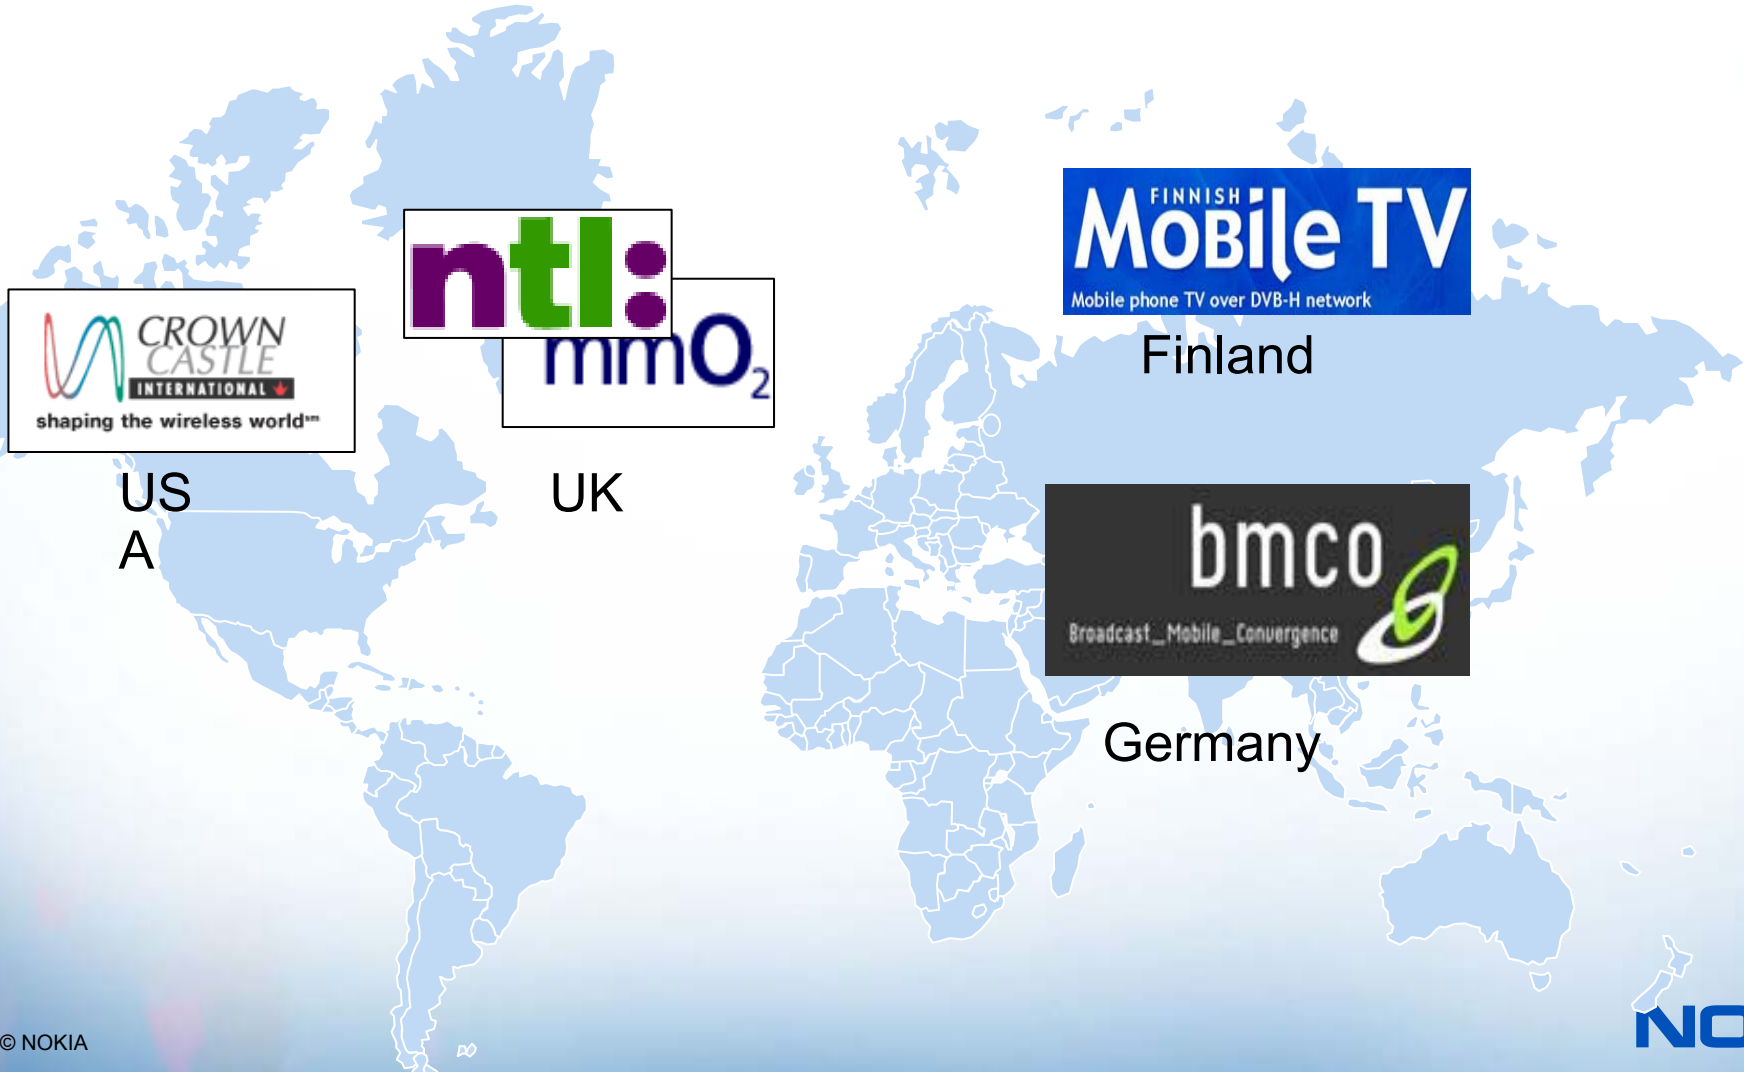 CROWN
CASTLE
INTERNATIONAL
shaping the wireless world℠
US
A
ntl:
mmO₂
UK
FINNISH
MOBiLe TV
Mobile phone TV over DVB-H network
Finland
bmco
Broadcast_Mobile_Convergence
Germany
© NOKIA
NO